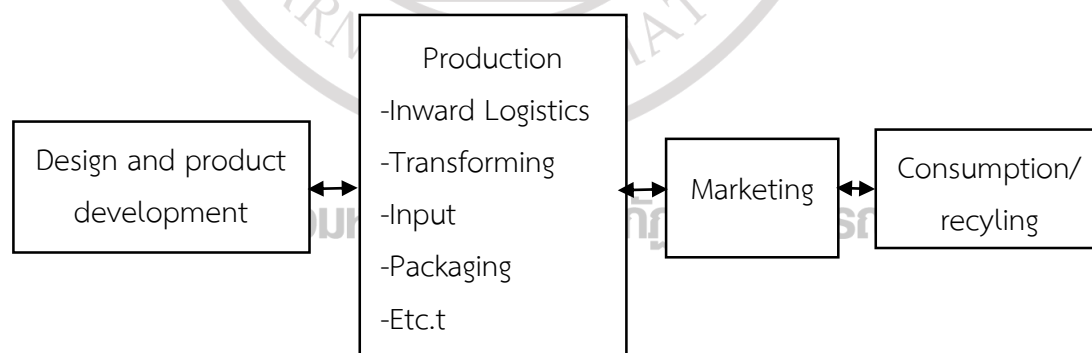 Design and product
development
Production
-Inward Logistics
-Transforming
-Input
-Packaging
-Etc.t
Marketing
Consumption/
recyling